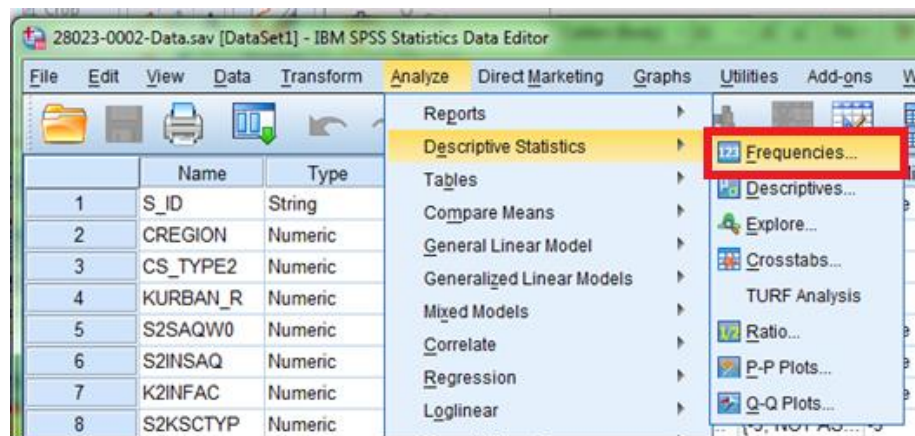 28023-0002-Data.sav [DataSet1] - IBM SPSS Statistics Data Editor
File Edit View Data Transform Analyze Direct Marketing Graphs Utilities Add-ons
Reports
Descriptive Statistics
Tables
Compare Means
General Linear Model
Generalized Linear Models
Mixed Models
Correlate
Regression
Loglinear
123 Frequencies...
Descriptives...
Explore...
Crosstabs...
TURF Analysis
1/2 Ratio...
P-P Plots...
Q-Q Plots...
Name Type
1 S_ID String
2 CREGION Numeric
3 CS_TYPE2 Numeric
4 KURBAN_R Numeric
5 S2SAQW0 Numeric
6 S2INSAQ Numeric
7 K2INFAC Numeric
8 S2KSCTYP Numeric